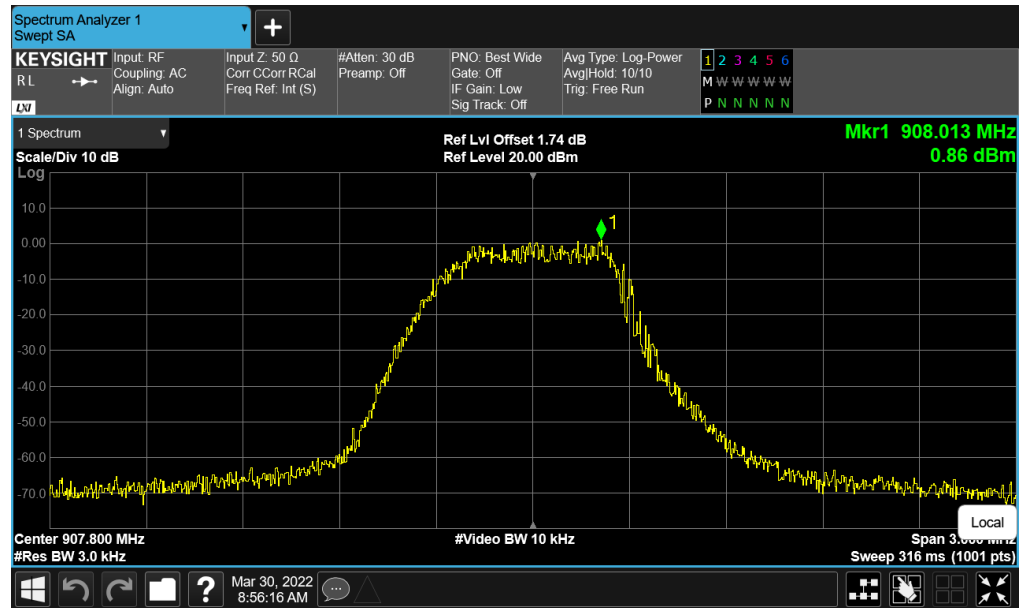 Spectrum Analyzer 1
Swept SA
+
KEYSIGHT
R L
LXI
Input: RF
Coupling: AC
Align: Auto
Input Z: 50 Ω
Corr CCorr RCal
Freq Ref: Int (S)
#Atten: 30 dB
Preamp: Off
PNO: Best Wide
Gate: Off
IF Gain: Low
Sig Track: Off
Avg Type: Log-Power
Avg|Hold: 10/10
Trig: Free Run
1 2 3 4 5 6
M W W W W W W
P N N N N N N
1 Spectrum
Scale/Div 10 dB
Log
Ref Lvl Offset 1.74 dB
Ref Level 20.00 dBm
Mkr1 908.013 MHz
0.86 dBm
1
10.0
0.00
-10.0
-20.0
-30.0
-40.0
-50.0
-60.0
-70.0
Local
Center 907.800 MHz
#Res BW 3.0 kHz
#Video BW 10 kHz
Span
Sweep 316 ms (1001 pts)
?
Mar 30, 2022
8:56:16 AM